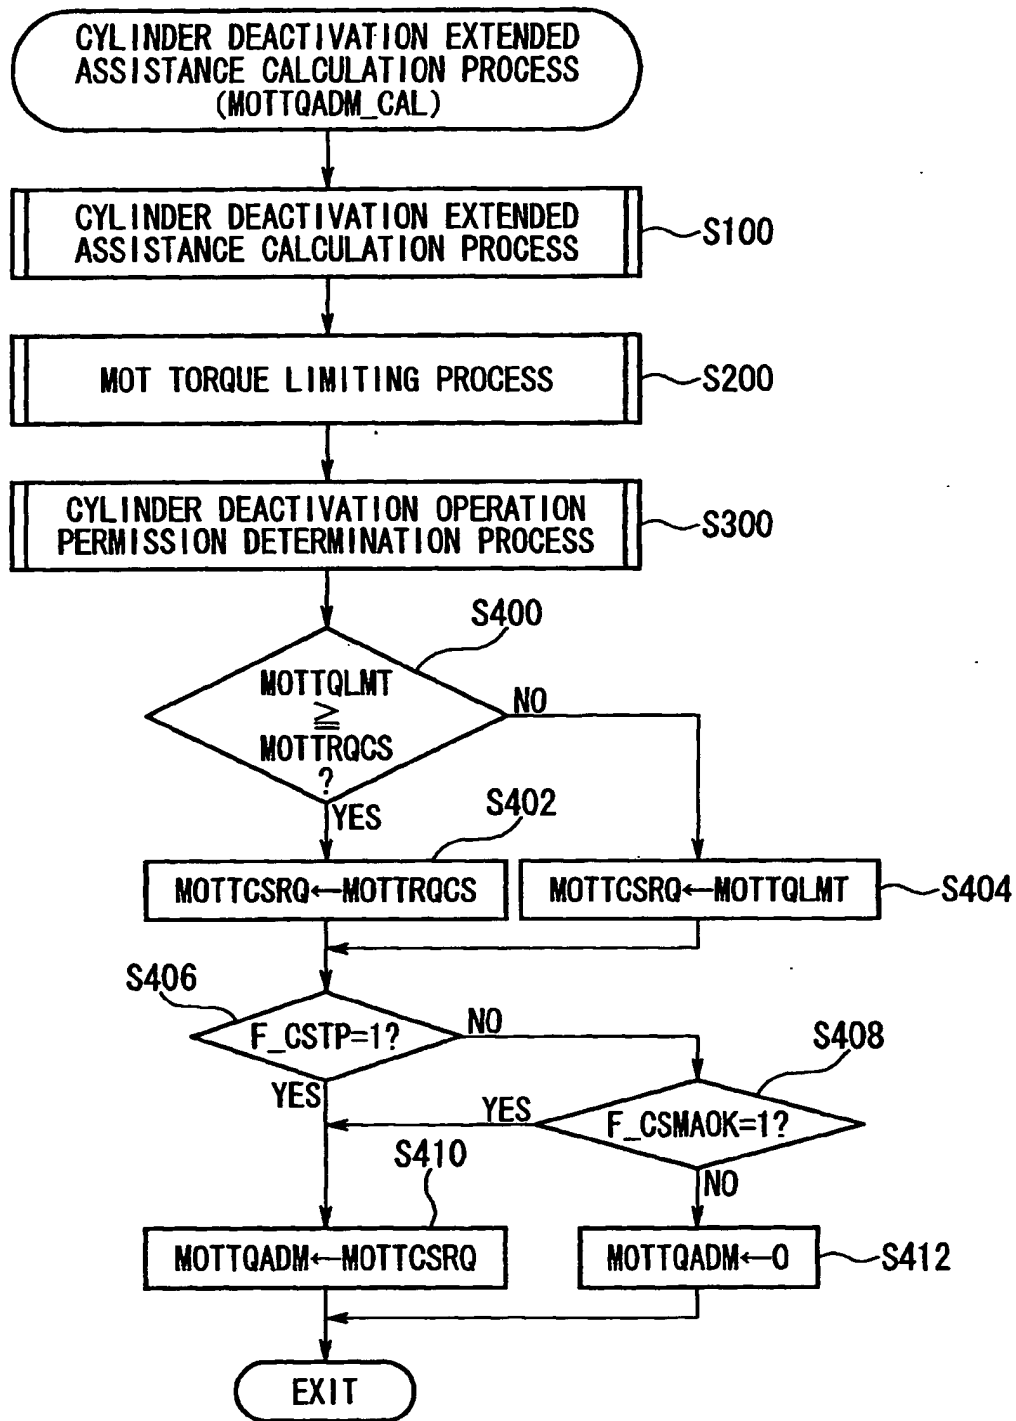 CYLINDER DEACTIVATION EXTENDED
ASSISTANCE CALCULATION PROCESS
(MOTTQADM_CAL)
CYLINDER DEACTIVATION EXTENDED
ASSISTANCE CALCULATION PROCESS
S100
MOT TORQUE LIMITING PROCESS
S200
CYLINDER DEACTIVATION OPERATION
PERMISSION DETERMINATION PROCESS
S300
S400
MOTTQLMT
≧
MOTTRQCS
?
NO
YES
S402
MOTTCSRQ←MOTTRQCS
MOTTCSRQ←MOTTQLMT
S404
S406
F_CSTP=1?
NO
YES
S408
F_CSMAOK=1?
YES
NO
S410
MOTTQADM←MOTTCSRQ
MOTTQADM←0
S412
EXIT